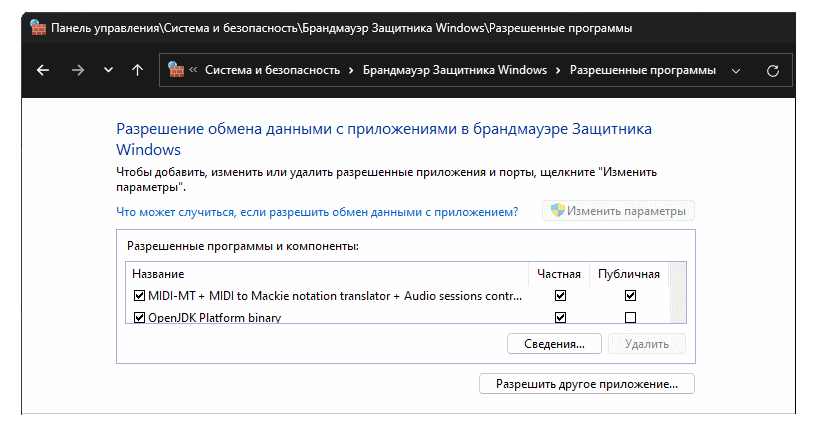 Панель управления\Система и безопасность\Брандмауэр Защитника Windows\Разрешенные программы
« Система и безопасность › Брандмауэр Защитника Windows › Разрешенные программы
Разрешение обмена данными с приложениями в брандмауэре Защитника
Windows
Чтобы добавить, изменить или удалить разрешенные приложения и порты, щелкните "Изменить
параметры".
Что может случиться, если разрешить обмен данными с приложением? Изменить параметры
Разрешенные программы и компоненты:
Название Частная Публичная
MIDI-MT + MIDI to Mackie notation translator + Audio sessions contr...
OpenJDK Platform binary
Сведения... Удалить
Разрешить другое приложение...